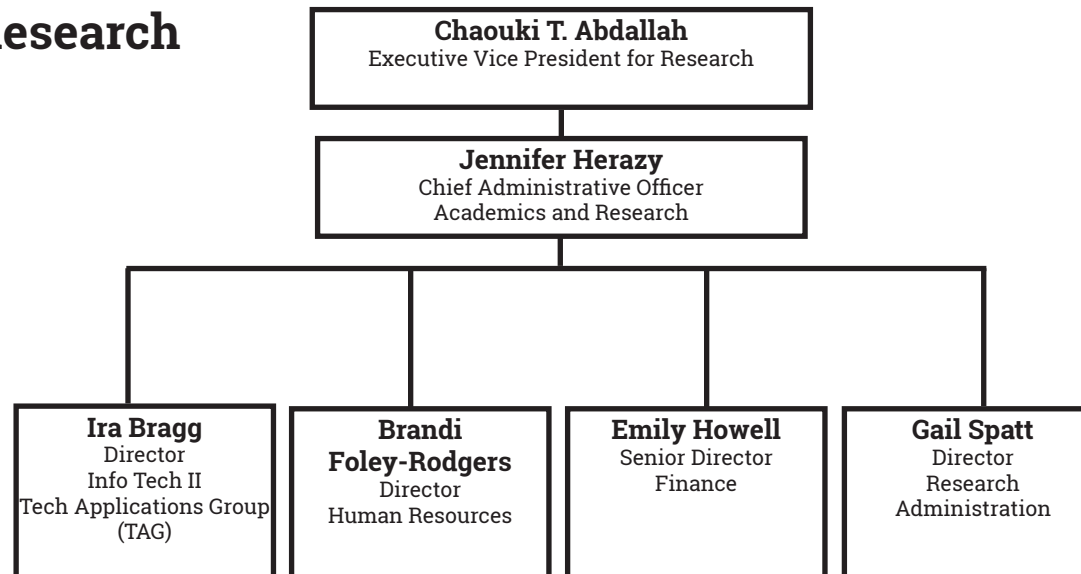 esearch
Chaouki T. Abdallah
Executive Vice President for Research
Jennifer Herazy
Chief Administrative Officer
Academics and Research
Ira Bragg
Director
Info Tech II
Tech Applications Group
(TAG)
Brandi
Foley-Rodgers
Director
Human Resources
Emily Howell
Senior Director
Finance
Gail Spatt
Director
Research
Administration